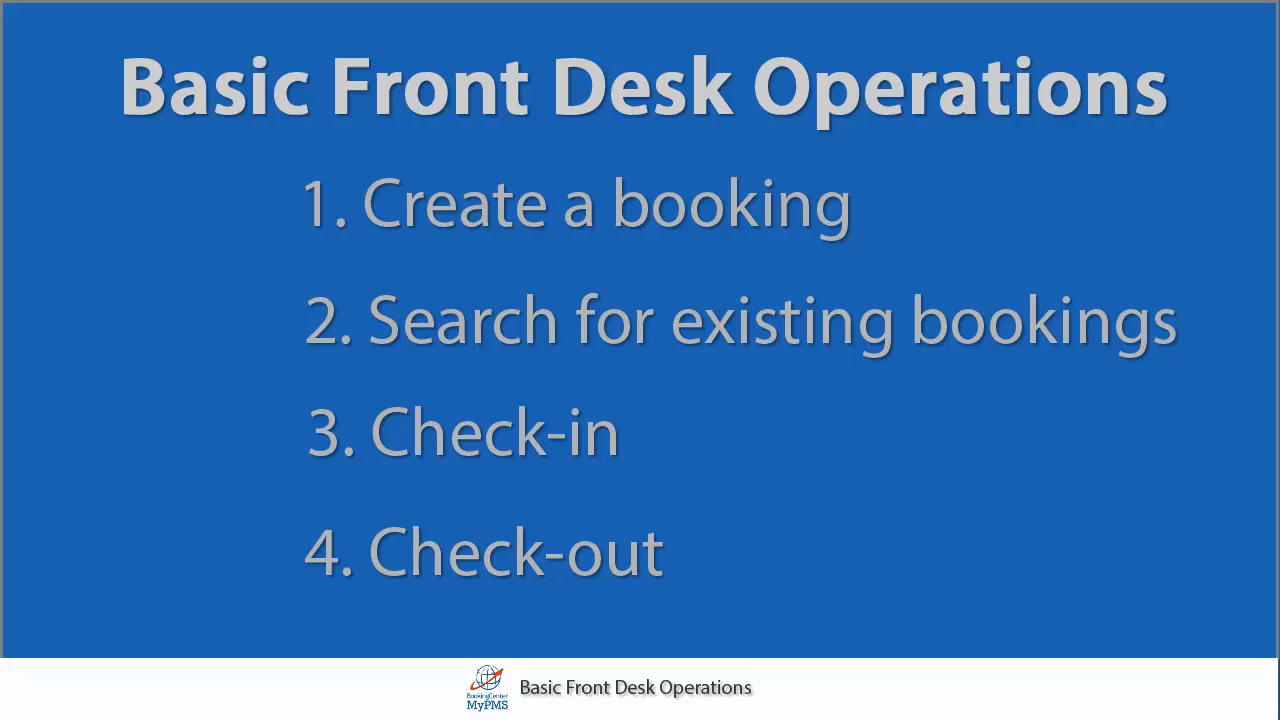 Basic Front Desk Operations
1. Create a booking
2. Search for existing bookings
3. Check-in
4. Check-out
BookingCenter
MyPMS
Basic Front Desk Operations